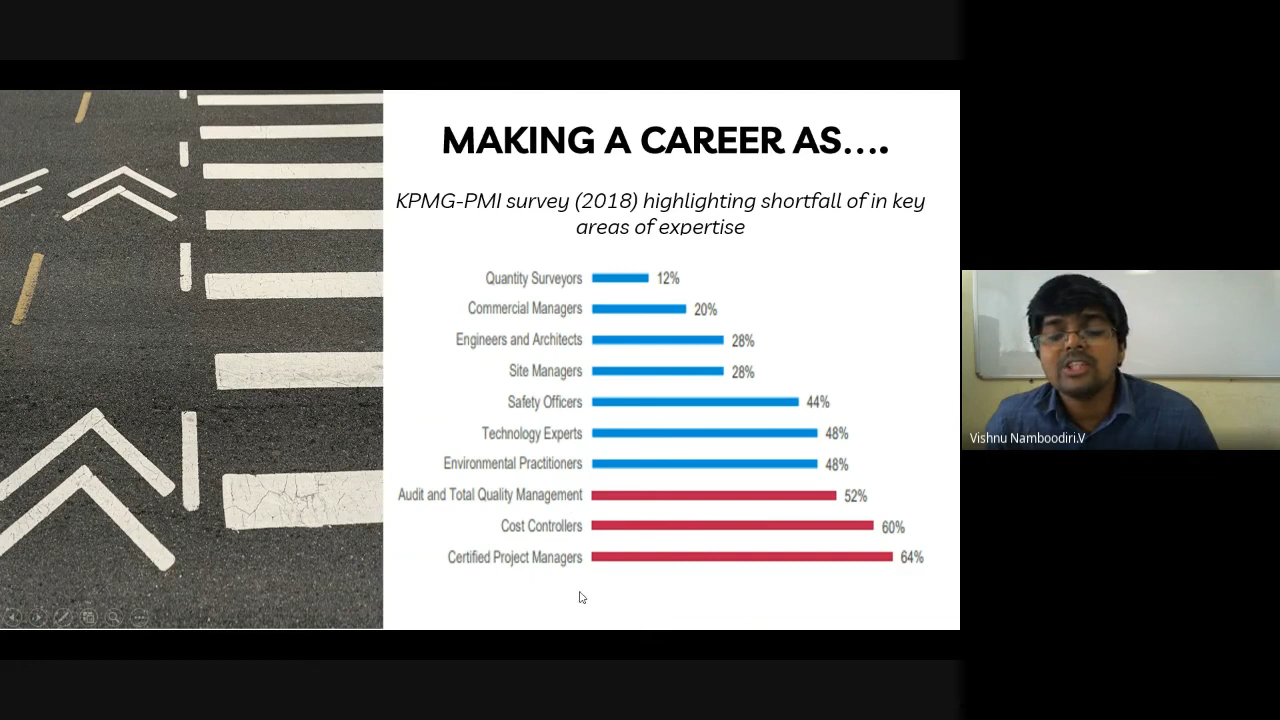 MAKING A CAREER AS....
KPMG-PMI survey (2018) highlighting shortfall of in key
areas of expertise
Quantity Surveyors 12%
Commercial Managers 20%
Engineers and Architects 28%
Site Managers 28%
Safety Officers 44%
Technology Experts 48%
Environmental Practitioners 48%
Audit and Total Quality Management 52%
Cost Controllers 60%
Certified Project Managers 64%
Vishnu Namboodiri.V